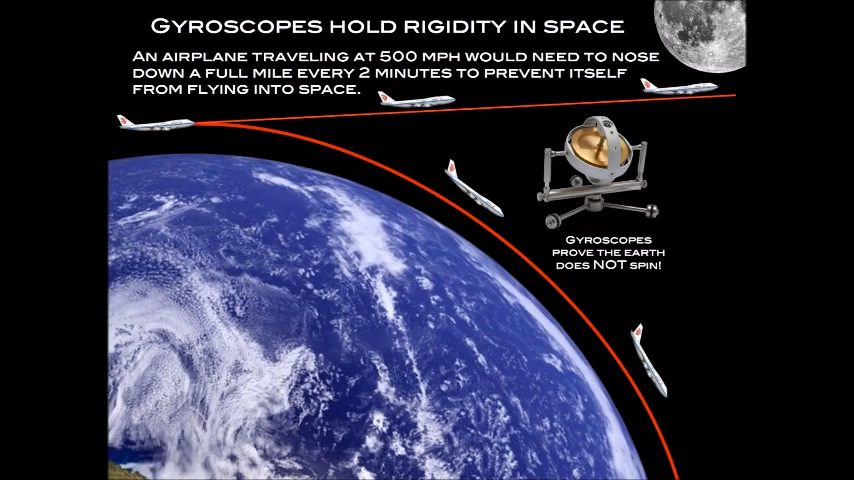 Gyroscopes hold rigidity in space
An airplane traveling at 500 mph would need to nose
down a full mile every 2 minutes to prevent itself
from flying into space.
Gyroscopes
prove the earth
does NOT spin!